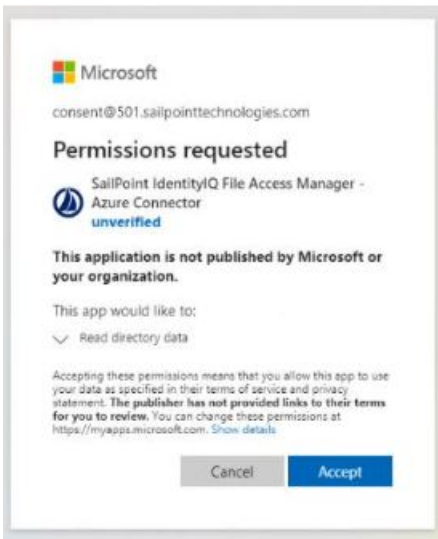 Microsoft
consent@501.sailpointtechnologies.com
Permissions requested
SailPoint IdentityIQ File Access Manager -
Azure Connector
unverified
This application is not published by Microsoft or
your organization.
This app would like to:
Read directory data
Accepting these permissions means that you allow this app to use
your data as specified in their terms of service and privacy
statement. The publisher has not provided links to their terms
for you to review. You can change these permissions at
https://myapps.microsoft.com. Show details
Cancel
Accept